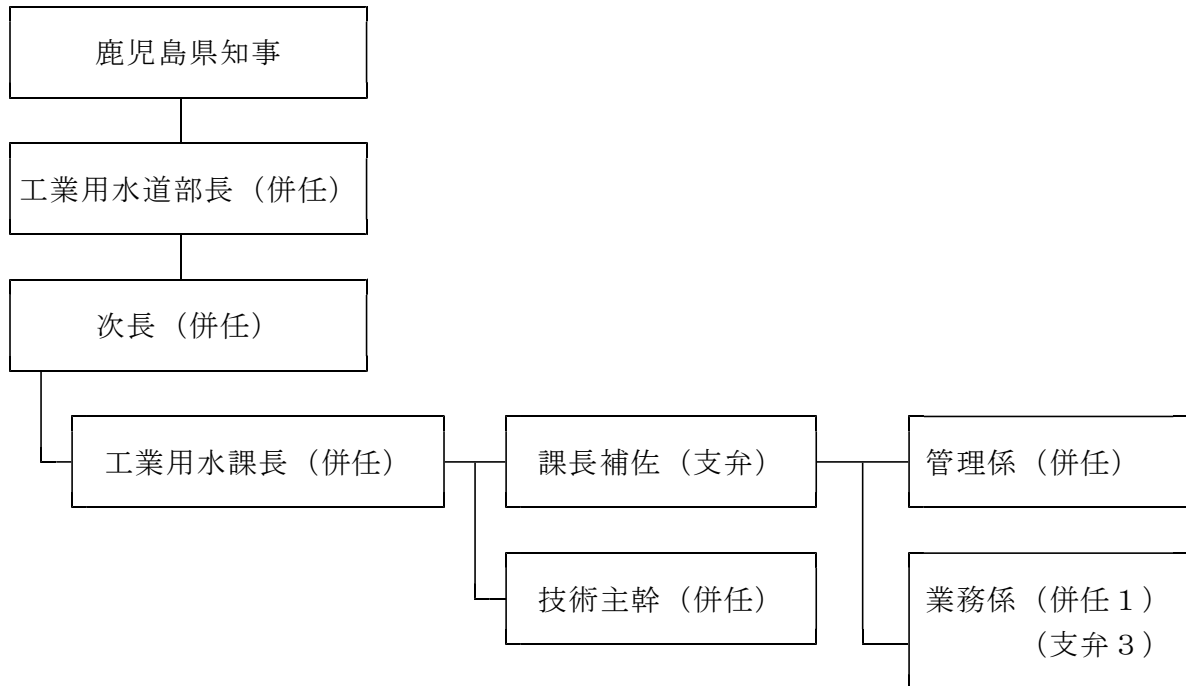 鹿児島県知事
工業用水道部長（併任）
次長（併任）
工業用水課長（併任）
課長補佐（支弁）
管理係（併任）
技術主幹（併任）
業務係（併任１）
（支弁３）